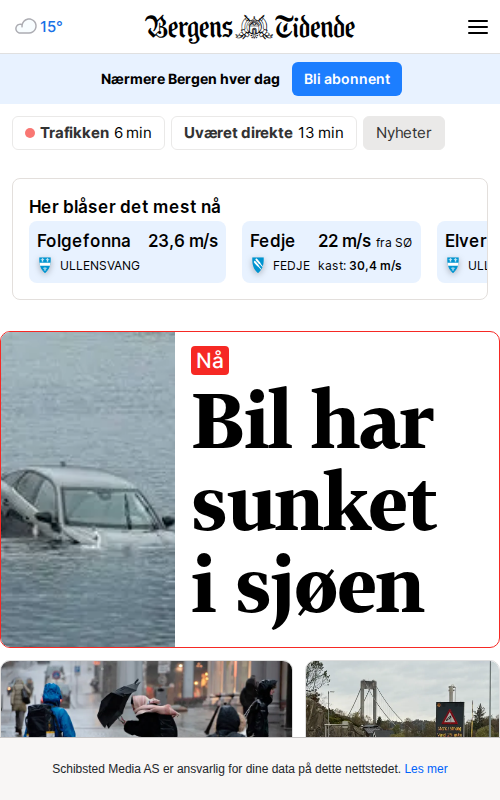 15°
Bergens Tidende
Nærmere Bergen hver dag
Bli abonnent
Trafikken 6 min
Uværet direkte 13 min
Nyheter
Her blåser det mest nå
Folgefonna 23,6 m/s
ULLENSVANG
Fedje 22 m/s fra SØ
FEDJE kast: 30,4 m/s
Elver
ULL
Nå
Bil har
sunket
i sjøen
Schibsted Media AS er ansvarlig for dine data på dette nettstedet. Les mer